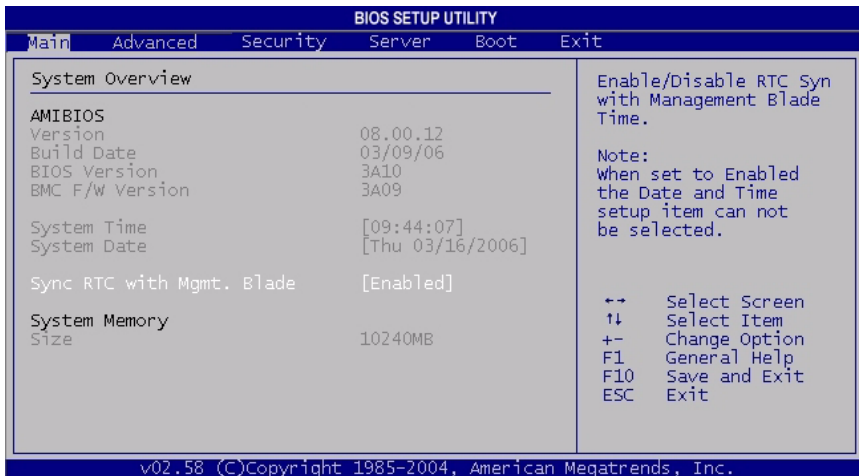 BIOS SETUP UTILITY
Main Advanced Security Server Boot Exit
System Overview
AMIBIOS
Version 08.00.12
Build Date 03/09/06
BIOS Version 3A10
BMC F/W Version 3A09
System Time [09:44:07]
System Date [Thu 03/16/2006]
Sync RTC with Mgmt. Blade [Enabled]
System Memory
Size 10240MB
Enable/Disable RTC Syn
with Management Blade
Time.
Note:
When set to Enabled
the Date and Time
setup item can not
be selected.
←→ Select Screen
↑↓ Select Item
+- Change Option
F1 General Help
F10 Save and Exit
ESC Exit
v02.58 (C)Copyright 1985-2004, American Megatrends, Inc.